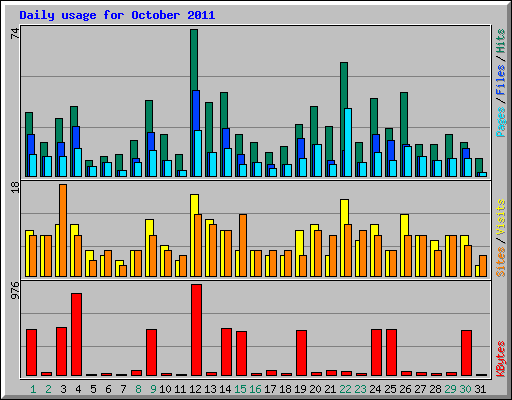 Daily usage for October 2011
74
Pages / Files / Hits
18
Sites / Visits
976
KBytes
1 2 3 4 5 6 7 8 9 10 11 12 13 14 15 16 17 18 19 20 21 22 23 24 25 26 27 28 29 30 31